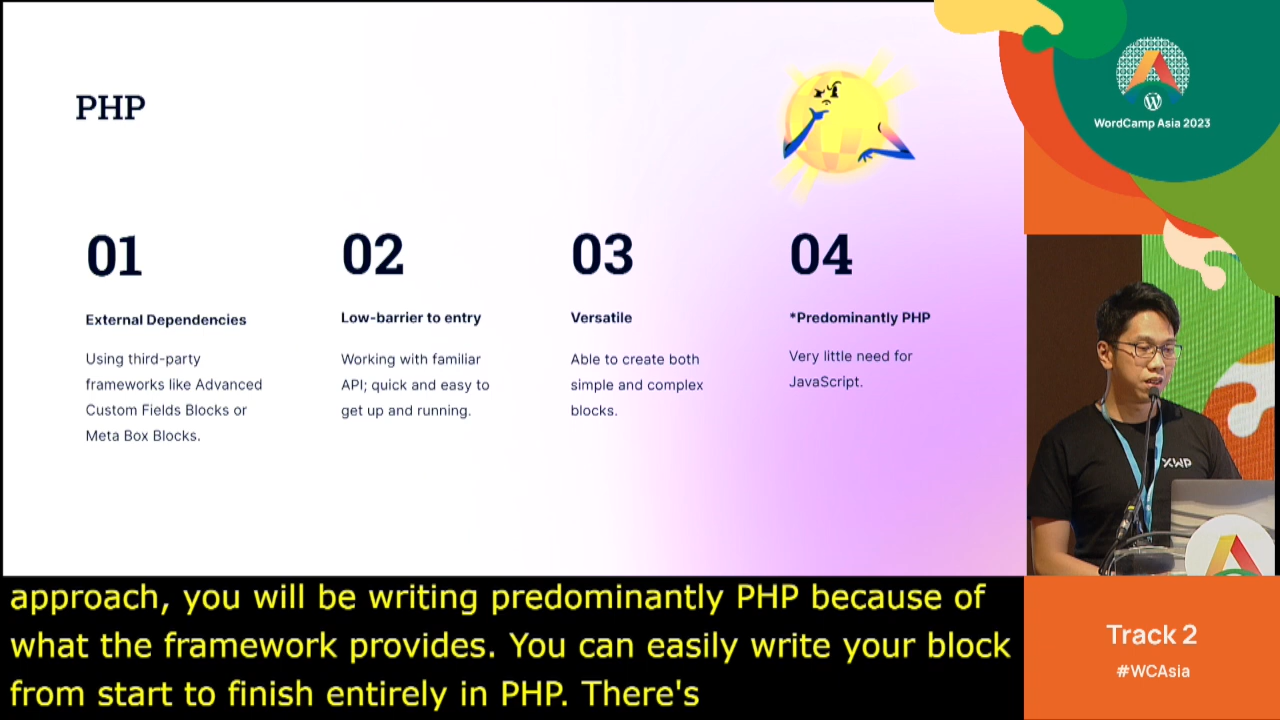 PHP
01
External Dependencies
Using third-party
frameworks like Advanced
Custom Fields Blocks or
Meta Box Blocks.
02
Low-barrier to entry
Working with familiar
API; quick and easy to
get up and running.
03
Versatile
Able to create both
simple and complex
blocks.
04
*Predominantly PHP
Very little need for
JavaScript.
WordCamp Asia 2023
XWP
approach, you will be writing predominantly PHP because of
what the framework provides. You can easily write your block
from start to finish entirely in PHP. There's
Track 2
#WCAsia